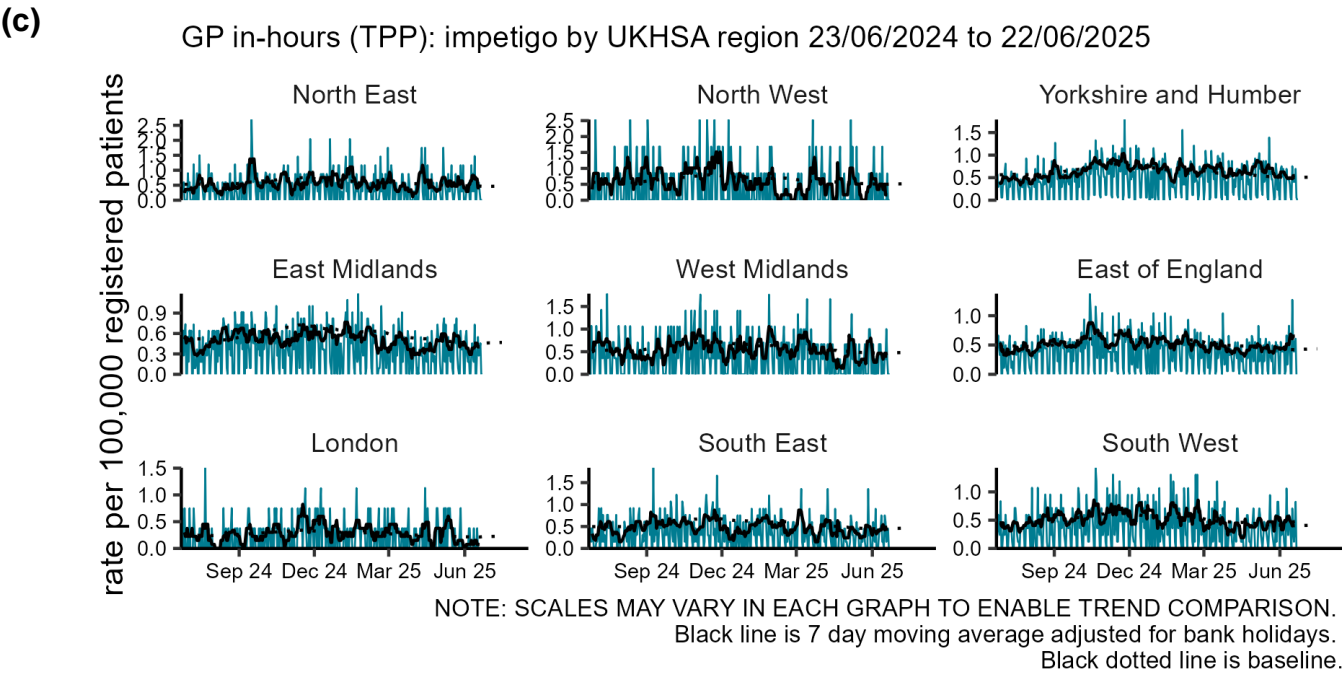 (c)
GP in-hours (TPP): impetigo by UKHSA region 23/06/2024 to 22/06/2025
rate per 100,000 registered patients
North East
2.5
2.0
1.5
1.0
0.5
0.0
North West
2.5
2.0
1.5
1.0
0.5
0.0
Yorkshire and Humber
1.5
1.0
0.5
0.0
East Midlands
0.9
0.6
0.3
0.0
West Midlands
1.5
1.0
0.5
0.0
East of England
1.0
0.5
0.0
London
1.5
1.0
0.5
0.0
Sep 24 Dec 24 Mar 25 Jun 25
South East
1.5
1.0
0.5
0.0
Sep 24 Dec 24 Mar 25 Jun 25
South West
1.0
0.5
0.0
Sep 24 Dec 24 Mar 25 Jun 25
NOTE: SCALES MAY VARY IN EACH GRAPH TO ENABLE TREND COMPARISON.
Black line is 7 day moving average adjusted for bank holidays.
Black dotted line is baseline.